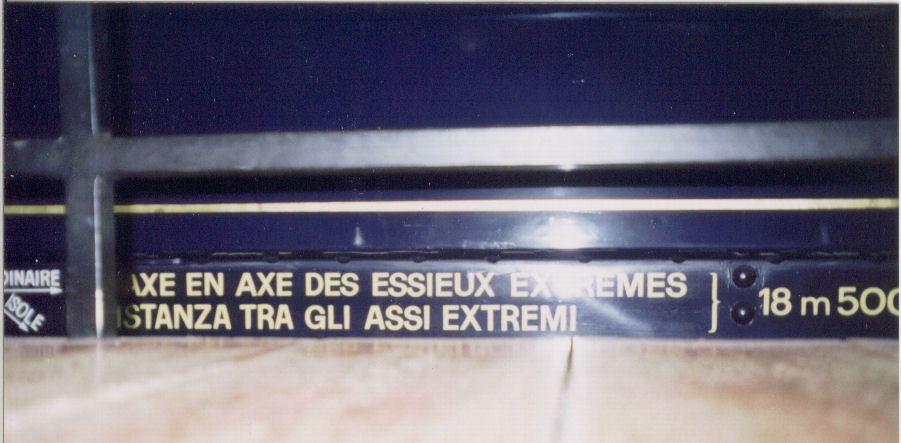 DINAIRE
ISOLE
AXE EN AXE DES ESSIEUX EXTREMES
ISTANZA TRA GLI ASSI EXTREMI
18 m 500